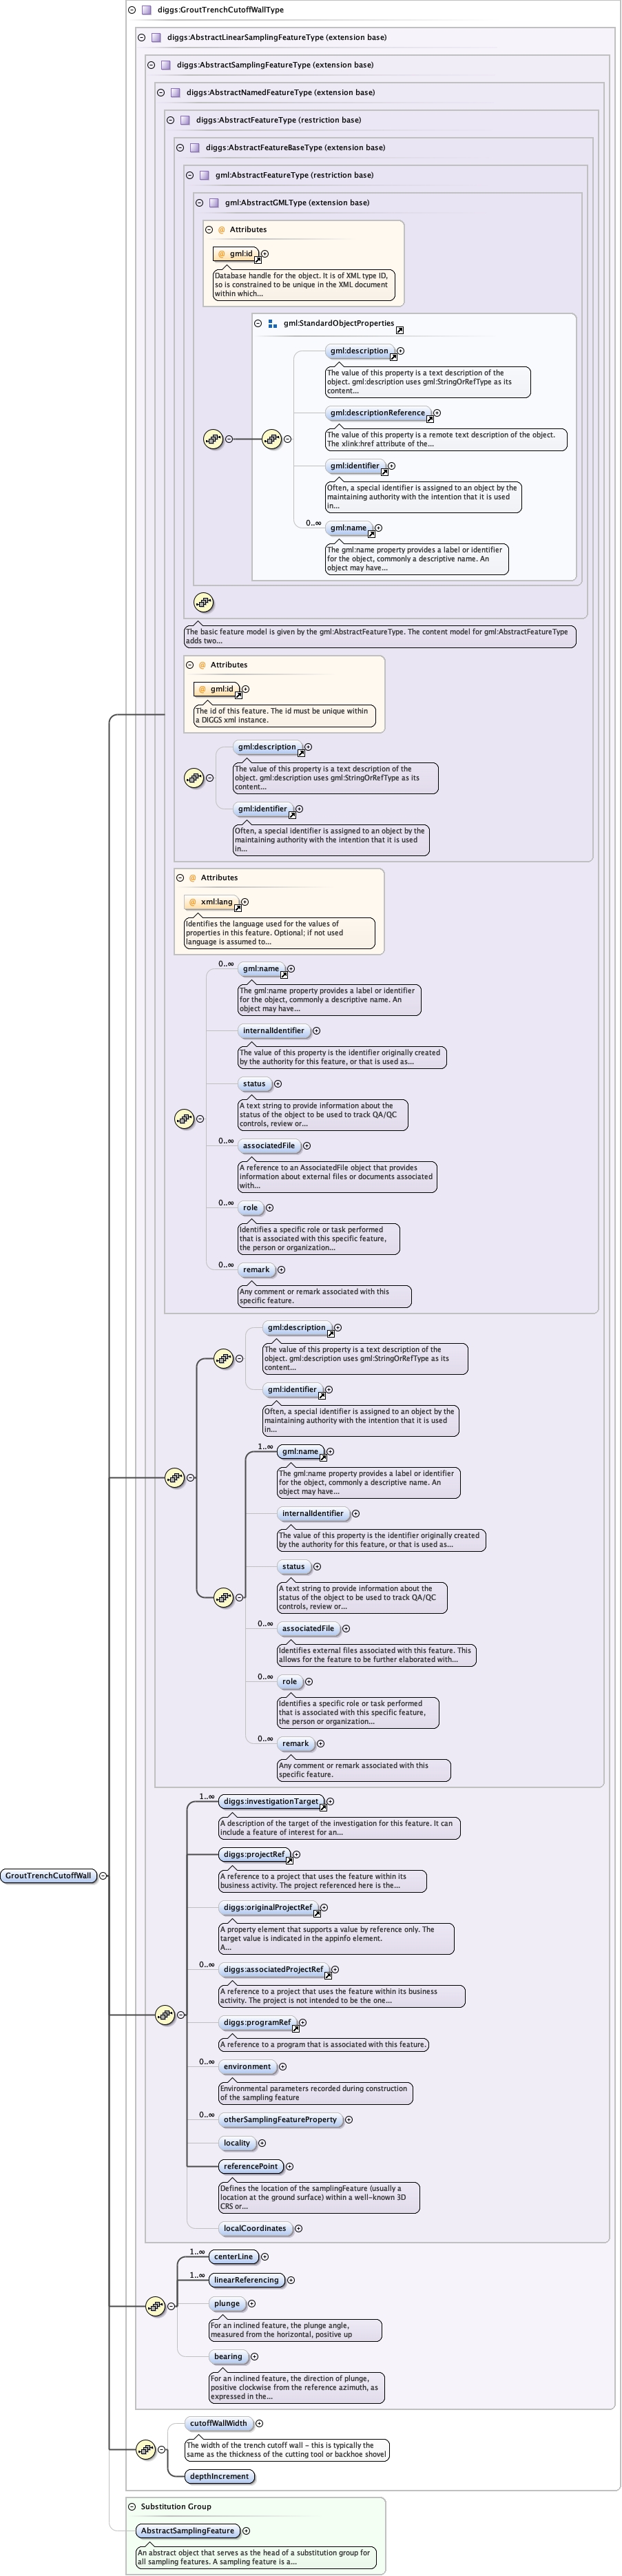 diggs:GroutTrenchCutoffWallType
diggs:AbstractLinearSamplingFeatureType (extension base)
diggs:AbstractSamplingFeatureType (extension base)
diggs:AbstractNamedFeatureType (extension base)
diggs:AbstractFeatureType (restriction base)
diggs:AbstractFeatureBaseType (extension base)
gml:AbstractFeatureType (restriction base)
gml:AbstractGMLType (extension base)
@ Attributes
@ gml:id
Database handle for the object. It is of XML type ID,
so is constrained to be unique in the XML document
within which...
gml:StandardObjectProperties
gml:description
The value of this property is a text description of the
object. gml:description uses gml:StringOrRefType as its
content...
gml:descriptionReference
The value of this property is a remote text description of the object.
The xlink:href attribute of the...
gml:identifier
Often, a special identifier is assigned to an object by the
maintaining authority with the intention that it is used
in...
0..∞
gml:name
The gml:name property provides a label or identifier
for the object, commonly a descriptive name. An
object may have...
The basic feature model is given by the gml:AbstractFeatureType. The content model for gml:AbstractFeatureType
adds two...
@ Attributes
@ gml:id
The id of this feature. The id must be unique within
a DIGGS xml instance.
gml:description
The value of this property is a text description of the
object. gml:description uses gml:StringOrRefType as its
content...
gml:identifier
Often, a special identifier is assigned to an object by the
maintaining authority with the intention that it is used
in...
@ Attributes
@ xml:lang
Identifies the language used for the values of
properties in this feature. Optional; if not used
language is assumed to...
0..∞
gml:name
The gml:name property provides a label or identifier
for the object, commonly a descriptive name. An
object may have...
internalIdentifier
The value of this property is the identifier originally created
by the authority for this feature, or that is used as...
status
A text string to provide information about the
status of the object to be used to track QA/QC
controls, review or...
0..∞
associatedFile
A reference to an AssociatedFile object that provides
information about external files or documents associated
with...
0..∞
role
Identifies a specific role or task performed
that is associated with this specific feature,
the person or organization...
0..∞
remark
Any comment or remark associated with this
specific feature.
gml:description
The value of this property is a text description of the
object. gml:description uses gml:StringOrRefType as its
content...
gml:identifier
Often, a special identifier is assigned to an object by the
maintaining authority with the intention that it is used
in...
1..∞
gml:name
The gml:name property provides a label or identifier
for the object, commonly a descriptive name. An
object may have...
internalIdentifier
The value of this property is the identifier originally created
by the authority for this feature, or that is used as...
status
A text string to provide information about the
status of the object to be used to track QA/QC
controls, review or...
0..∞
associatedFile
Identifies external files associated with this feature. This
allows for the feature to be further elaborated with...
0..∞
role
Identifies a specific role or task performed
that is associated with this specific feature,
the person or organization...
0..∞
remark
Any comment or remark associated with this
specific feature.
1..∞
diggs:investigationTarget
A description of the target of the investigation for this feature. It can
include a feature of interest for an...
GroutTrenchCutoffWall
diggs:projectRef
A reference to a project that uses the feature within its
business activity. The project referenced here is the...
diggs:originalProjectRef
A property element that supports a value by reference only. The
target value is indicated in the appinfo element.
A...
0..∞
diggs:associatedProjectRef
A reference to a project that uses the feature within its business
activity. The project is not intended to be the one...
diggs:programRef
A reference to a program that is associated with this feature.
0..∞
environment
Environmental parameters recorded during construction
of the sampling feature
0..∞
otherSamplingFeatureProperty
locality
referencePoint
Defines the location of the samplingFeature (usually a
location at the ground surface) within a well-known 3D
CRS or...
localCoordinates
1..∞
centerLine
1..∞
linearReferencing
plunge
For an inclined feature, the plunge angle,
measured from the horizontal, positive up
bearing
For an inclined feature, the direction of plunge,
positive clockwise from the reference azimuth, as
expressed in the...
cutoffWallWidth
The width of the trench cutoff wall - this is typically the
same as the thickness of the cutting tool or backhoe shovel
depthIncrement
Substitution Group
AbstractSamplingFeature
An abstract object that serves as the head of a substitution group for
all sampling features. A sampling feature is a...